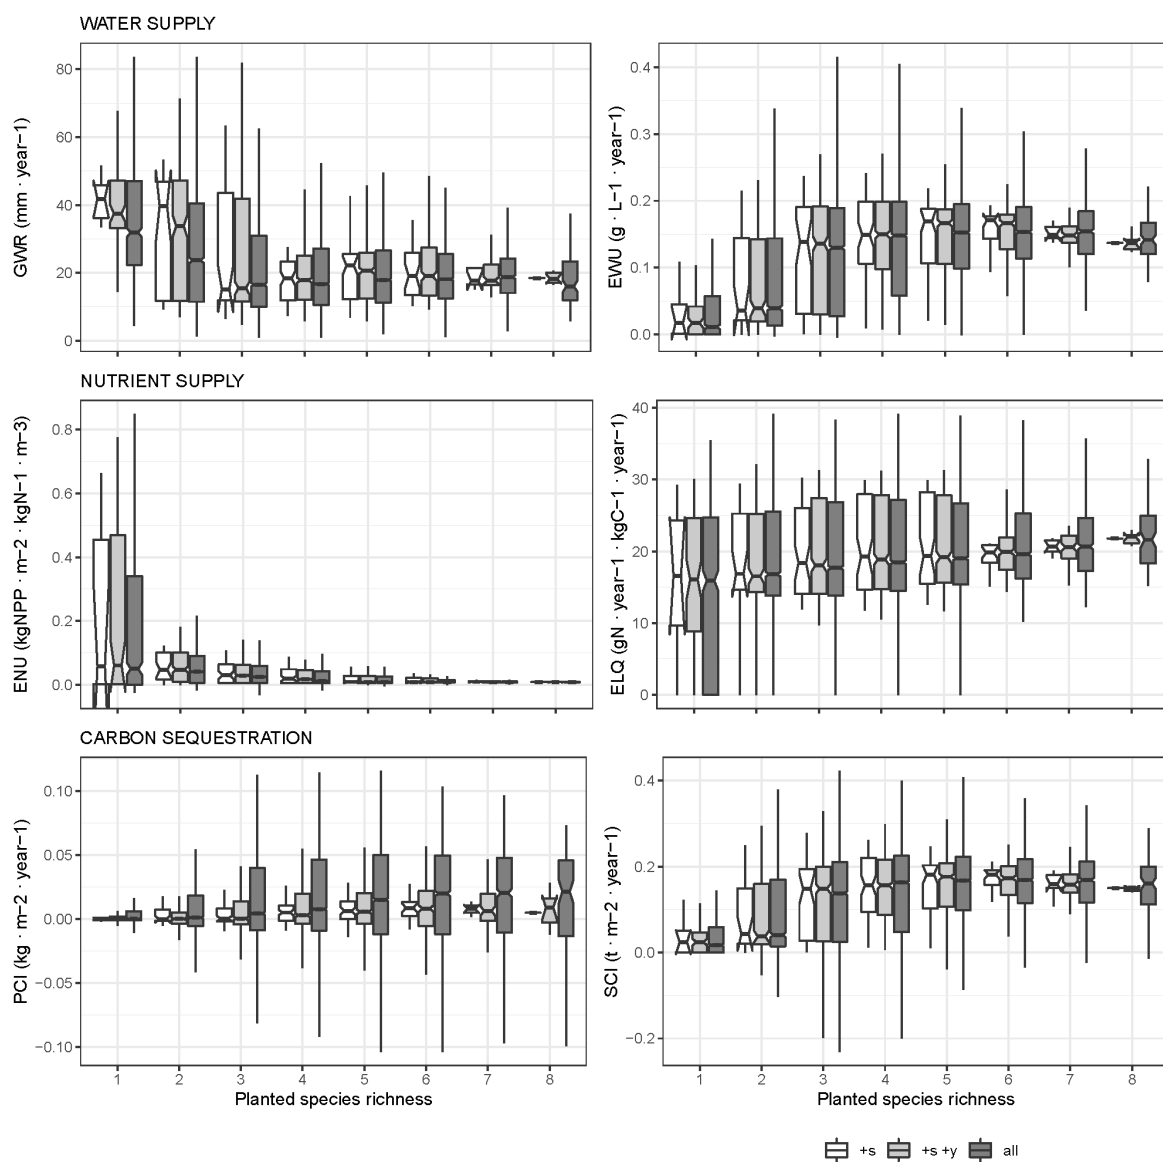 WATER SUPPLY
GWR (mm · year−1)
80
60
40
20
0
EWU (g · L−1 · year−1)
0.4
0.3
0.2
0.1
0.0
NUTRIENT SUPPLY
ENU (kgNPP · m−2 · kgN−1 · m−3)
0.8
0.6
0.4
0.2
0.0
ELQ (gN · year−1 · kgC−1 · year−1)
40
30
20
10
0
CARBON SEQUESTRATION
PCI (kg · m−2 · year−1)
0.10
0.05
0.00
−0.05
−0.10
1 2 3 4 5 6 7 8
Planted species richness
SCI (t · m−2 · year−1)
0.4
0.2
0.0
−0.2
1 2 3 4 5 6 7 8
Planted species richness
+s +s +y all